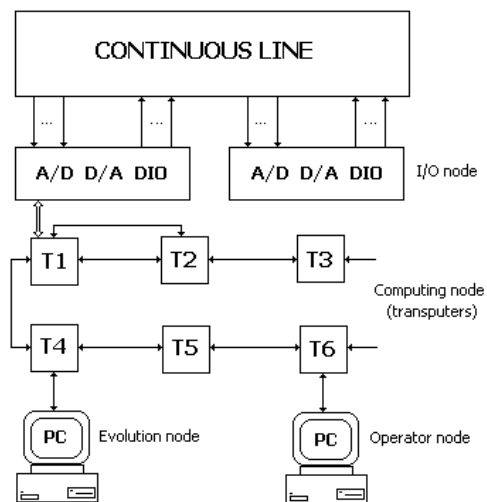 CONTINUOUS LINE
... ... ... ...
A/D D/A DIO A/D D/A DIO I/O node
T1 T2 T3
Computing node
(transputers)
T4 T5 T6
PC Evolution node PC Operator node